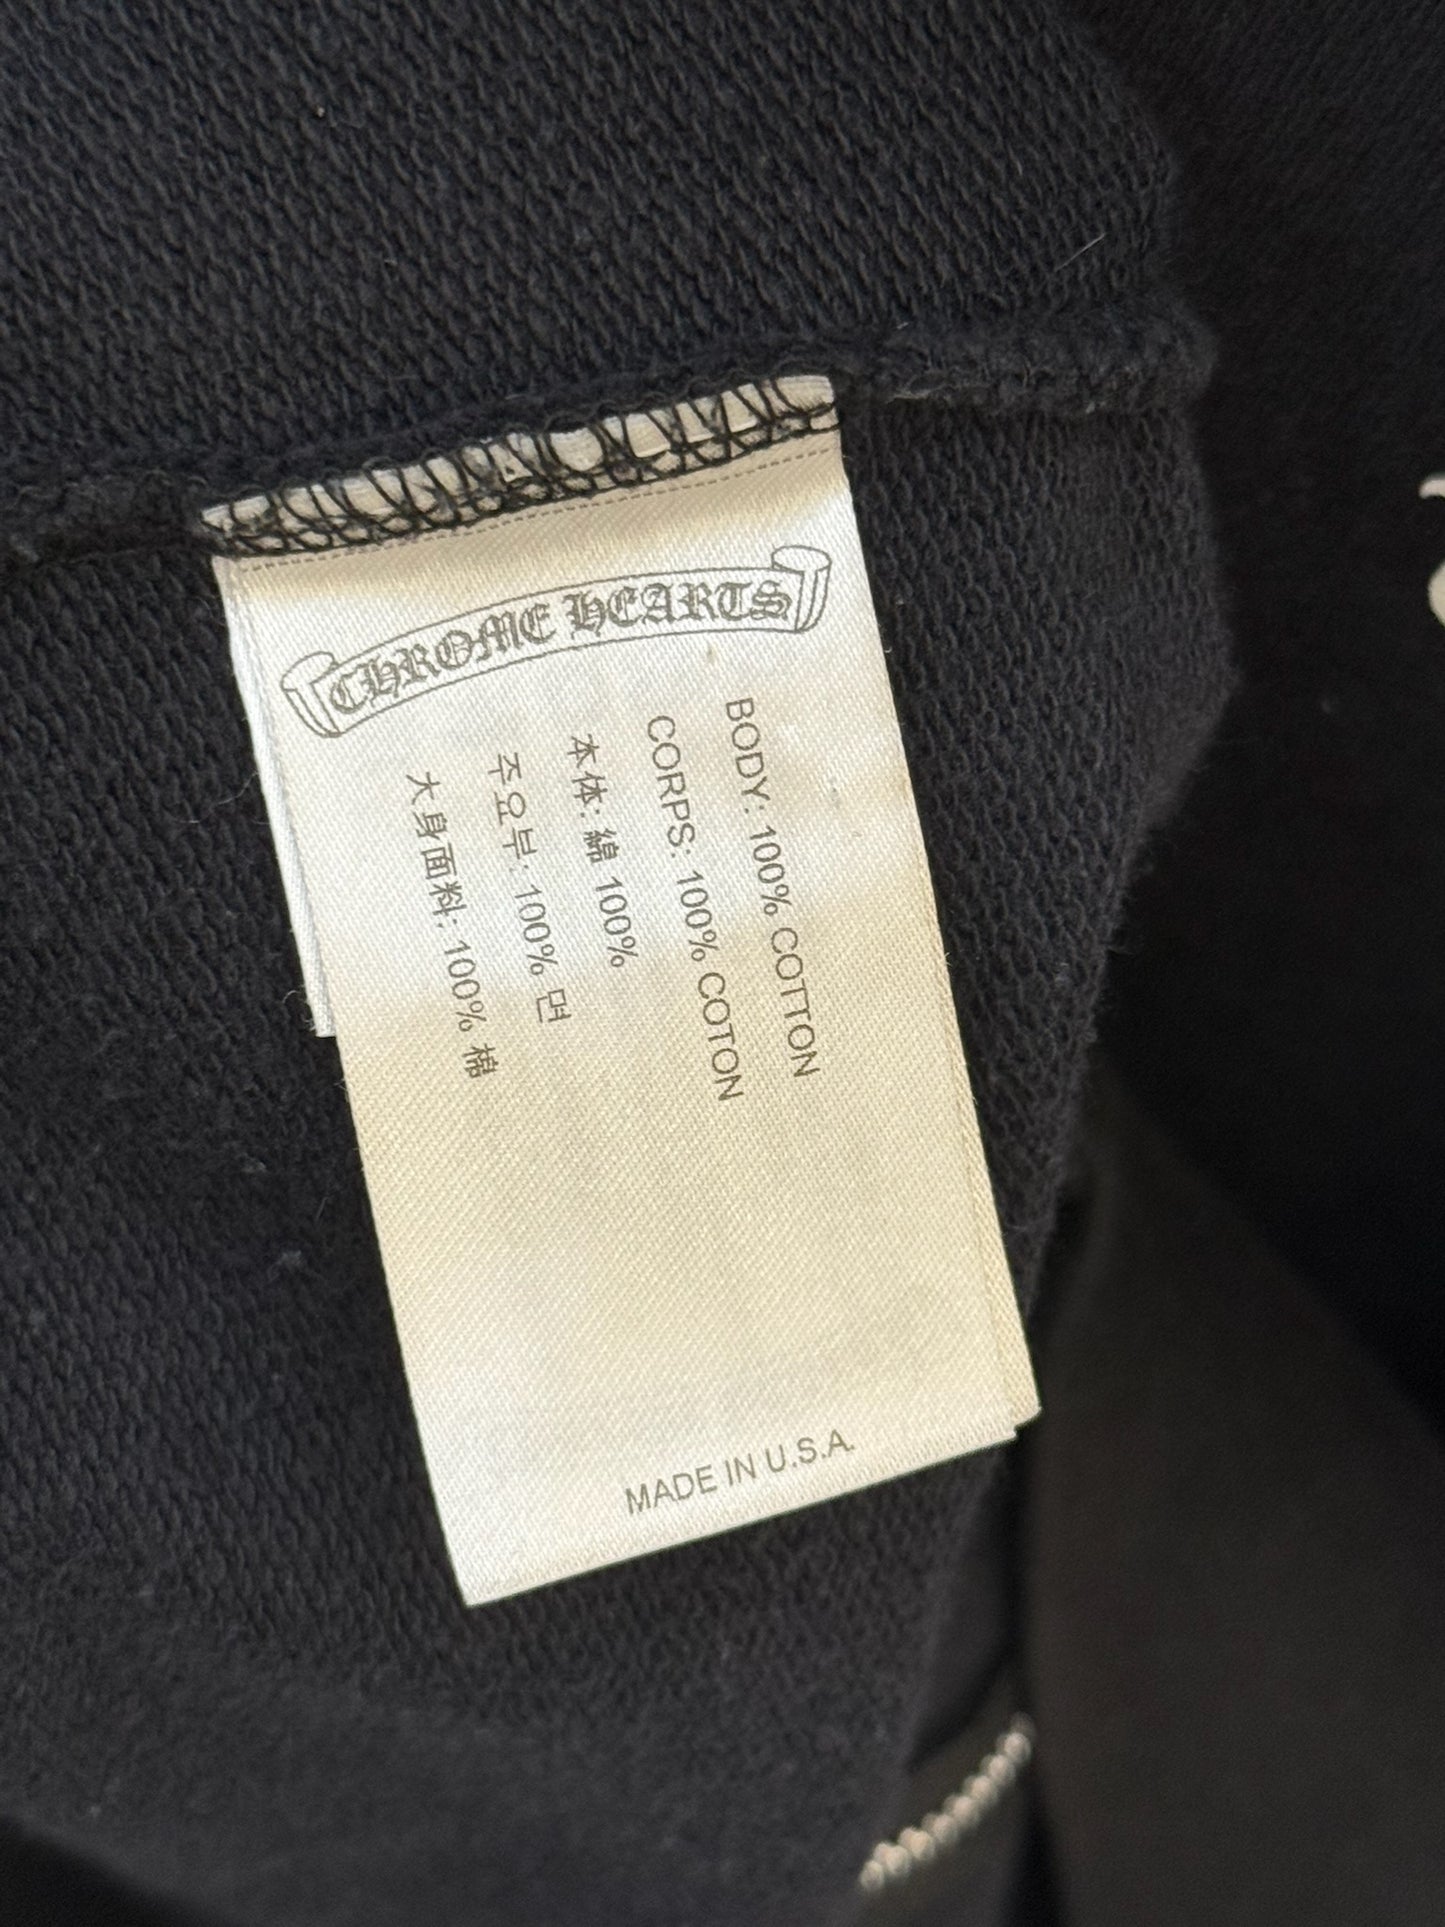 CHROME HEARTS
BODY: 100% COTTON
CORPS: 100% COTON
本体: 綿 100%
주요부: 100% 면
大身面料: 100% 棉
MADE IN U.S.A.